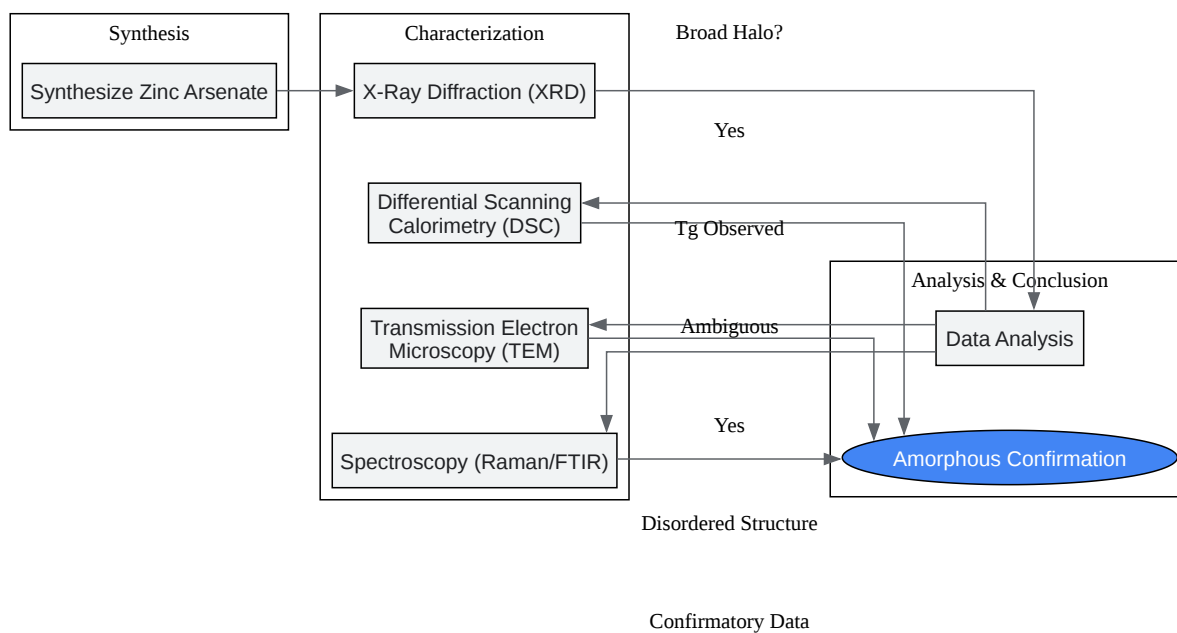 Synthesis
Characterization
Broad Halo?
Synthesize Zinc Arsenate
X-Ray Diffraction (XRD)
Yes
Differential Scanning
Calorimetry (DSC)
Tg Observed
Analysis & Conclusion
Transmission Electron
Microscopy (TEM)
Ambiguous
Data Analysis
Yes
Spectroscopy (Raman/FTIR)
Amorphous Confirmation
Disordered Structure
Confirmatory Data